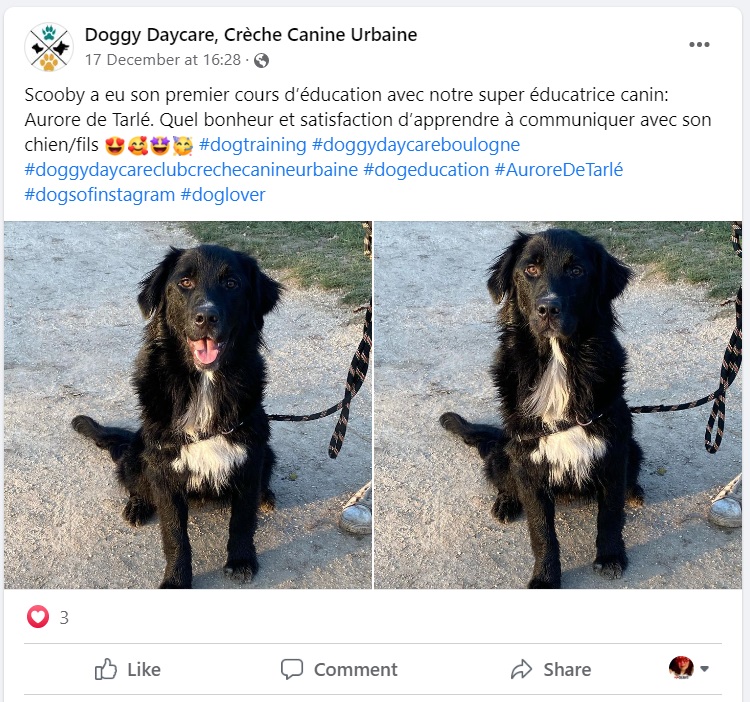 Doggy Daycare, Crèche Canine Urbaine
17 December at 16:28 ·
Scooby a eu son premier cours d'éducation avec notre super éducatrice canin:
Aurore de Tarlé. Quel bonheur et satisfaction d'apprendre à communiquer avec son
chien/fils 😍🥰🤩🥳 #dogtraining #doggydaycareboulogne
#doggydaycareclubcrechecanineurbaine #dogeducation #AuroreDeTarlé
#dogsofinstagram #doglover
3
Like Comment Share